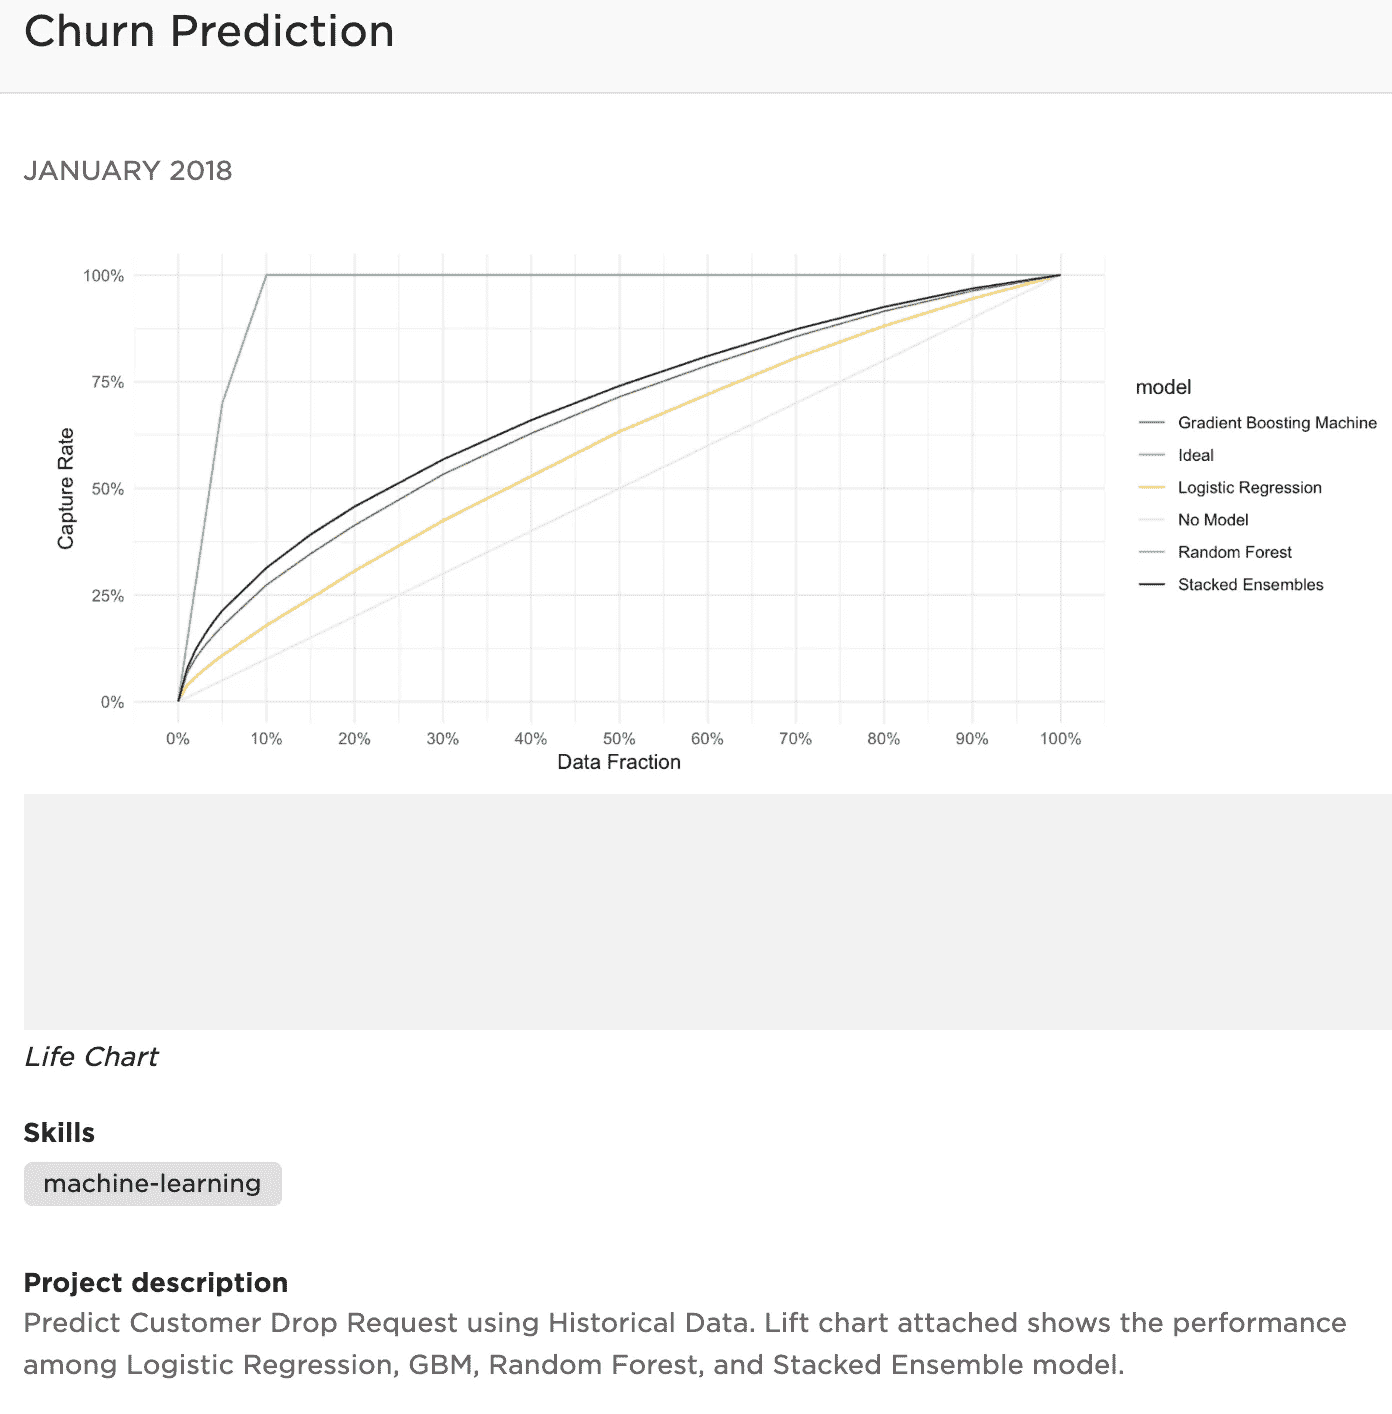 Churn Prediction
JANUARY 2018
100%
75%
50%
25%
0%
Capture Rate
0% 10% 20% 30% 40% 50% 60% 70% 80% 90% 100%
Data Fraction
model
Gradient Boosting Machine
Ideal
Logistic Regression
No Model
Random Forest
Stacked Ensembles
Life Chart
Skills
machine-learning
Project description
Predict Customer Drop Request using Historical Data. Lift chart attached shows the performance
among Logistic Regression, GBM, Random Forest, and Stacked Ensemble model.